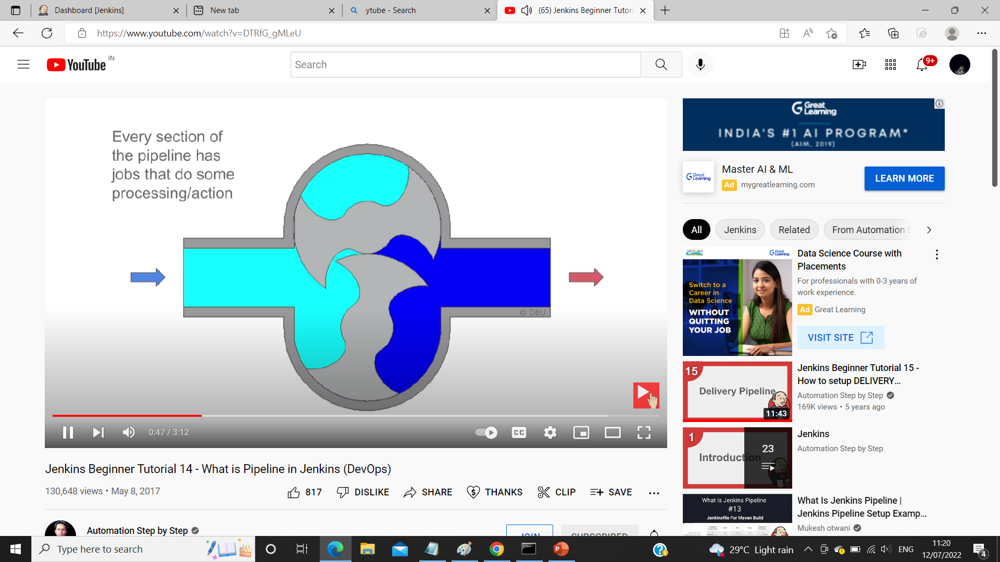 Dashboard [Jenkins]
New tab
ytube - Search
(65) Jenkins Beginner Tutori
https://www.youtube.com/watch?v=DTRfG_gMLeU
YouTube IN
Search
9+
Every section of
the pipeline has
jobs that do some
processing/action
© DBU
0:47 / 3:12
CC
Jenkins Beginner Tutorial 14 - What is Pipeline in Jenkins (DevOps)
130,648 views • May 8, 2017
817
DISLIKE
SHARE
THANKS
CLIP
SAVE
Automation Step by Step
JOIN
SUBSCRIBED
Great
Learning
INDIA'S #1 AI PROGRAM*
(AIM, 2019)
Great
Learning
Master AI & ML
Ad mygreatlearning.com
LEARN MORE
All
Jenkins
Related
From Automation S
GREAT LAKES
Great
Learning
Switch to a
Career in
Data Science
WITHOUT
QUITTING
YOUR JOB
Data Science Course with
Placements
For professionals with 0-3 years of
work experience.
Ad Great Learning
VISIT SITE
15
Delivery Pipeline
11:43
Jenkins Beginner Tutorial 15 -
How to setup DELIVERY...
Automation Step by Step
169K views • 5 years ago
1
Introduction
23
Jenkins
Automation Step by Step
What Is Jenkins Pipeline
#13
Jenkinsfile For Maven Build
What Is Jenkins Pipeline |
Jenkins Pipeline Setup Examp...
Mukesh otwani
Type here to search
29°C Light rain
ENG
11:20
12/07/2022
4